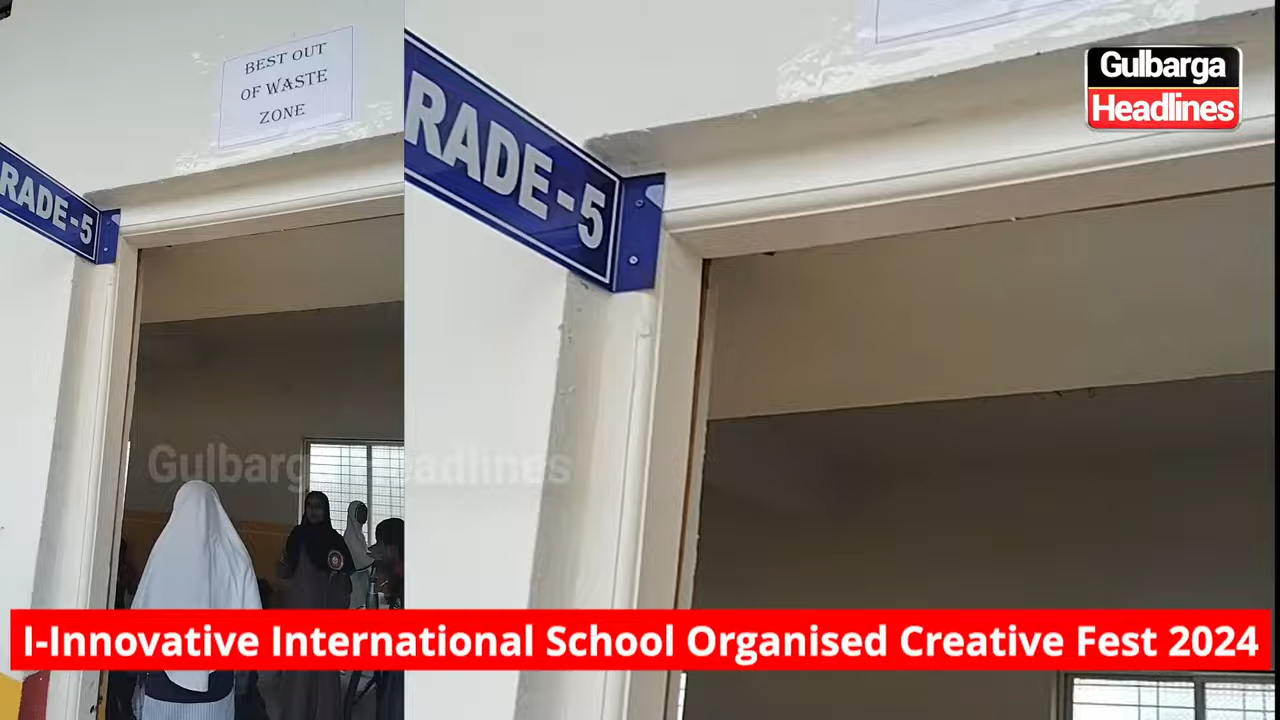 BEST OUT
OF WASTE
ZONE
RADE-5
RADE-5
Gulbarga
Headlines
Gulbarga Headlines
I-Innovative International School Organised Creative Fest 2024